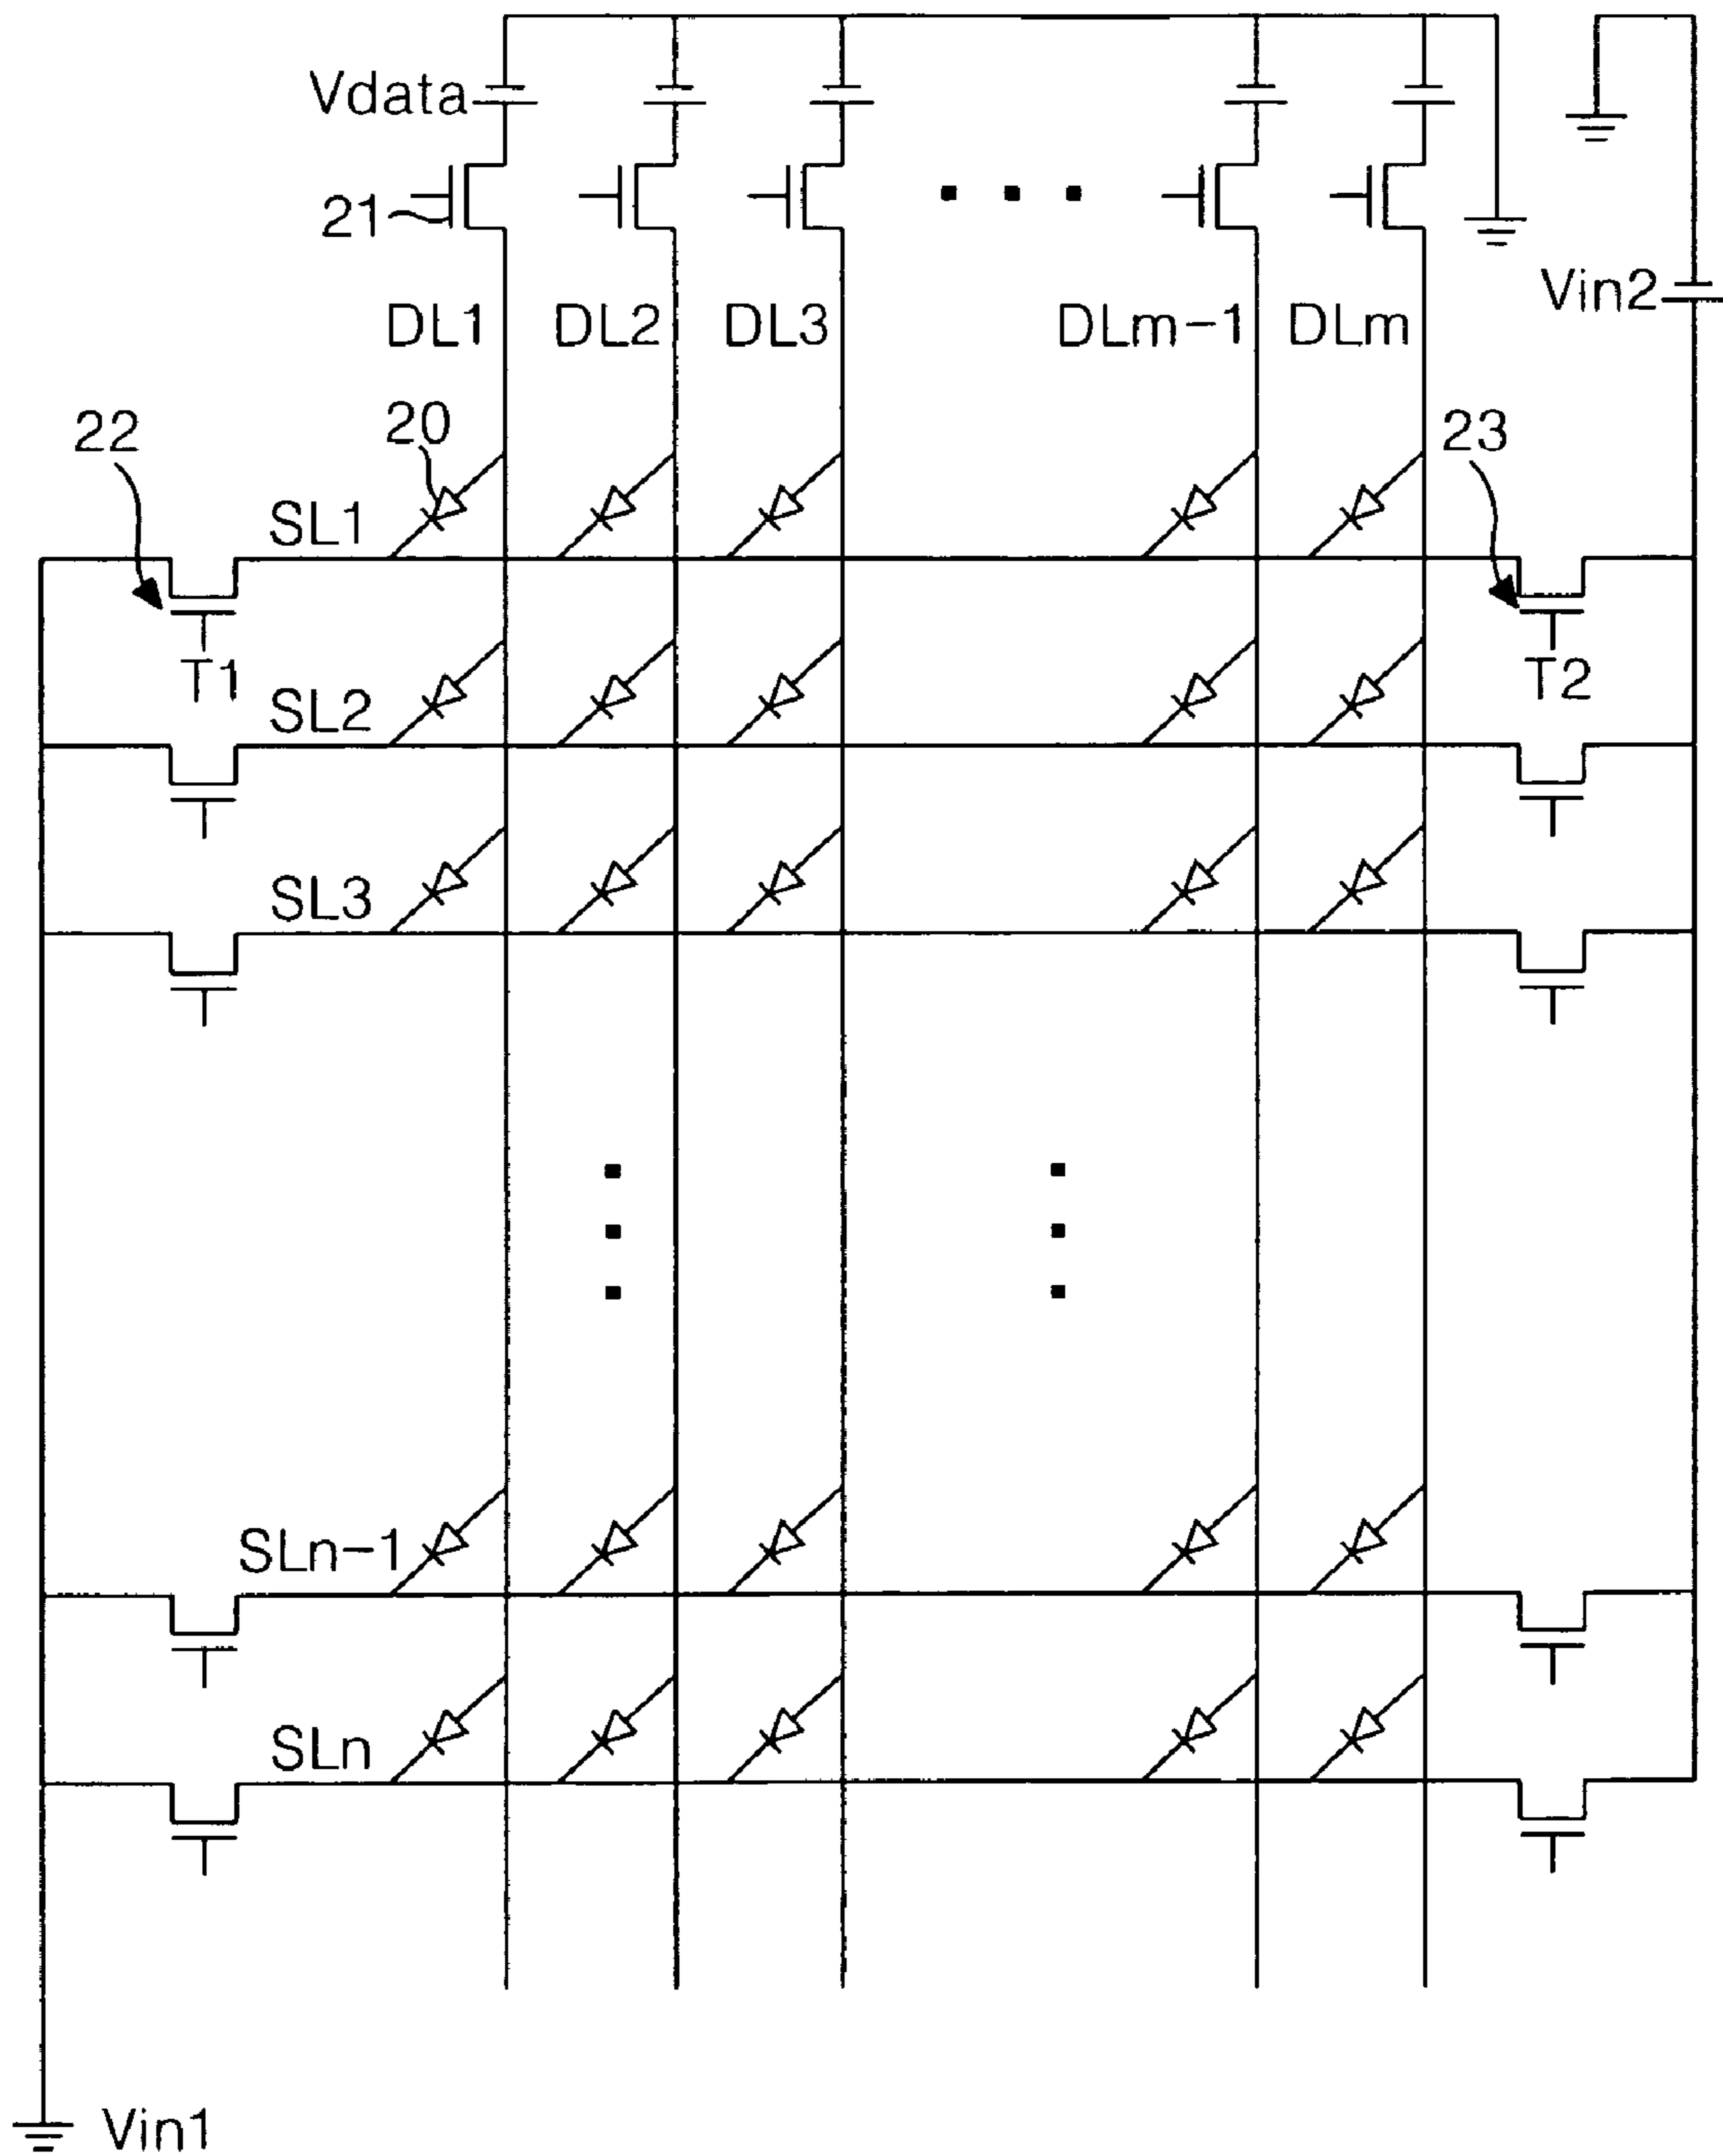 Vdata
21
Vin2
DL1 DL2 DL3 DLm-1 DLm
22 20 23
SL1
T1 T2
SL2
SL3
SLn-1
SLn
Vin1